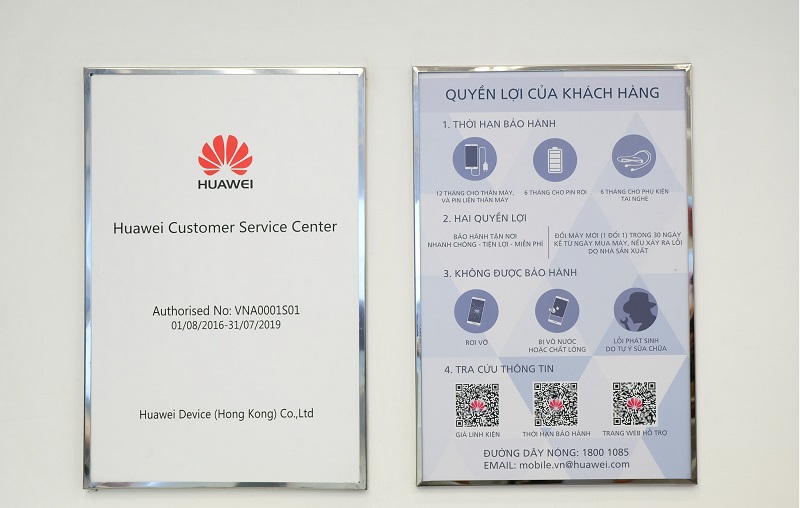 HUAWEI
Huawei Customer Service Center
Authorised No: VNA0001S01
01/08/2016-31/07/2019
Huawei Device (Hong Kong) Co.,Ltd
QUYỀN LỢI CỦA KHÁCH HÀNG
1. THỜI HẠN BẢO HÀNH
12 THÁNG CHO THÂN MÁY,
VÀ PIN LIỀN THÂN MÁY
6 THÁNG CHO PIN RỜI
6 THÁNG CHO PHỤ KIỆN
TAI NGHE
2. HAI QUYỀN LỢI
BẢO HÀNH TẬN NƠI
NHANH CHÓNG - TIỆN LỢI - MIỄN PHÍ
ĐỔI MÁY MỚI (1 ĐỔI 1) TRONG 30 NGÀY
KỂ TỪ NGÀY MUA MÁY, NẾU XẢY RA LỖI
DO NHÀ SẢN XUẤT
3. KHÔNG ĐƯỢC BẢO HÀNH
RƠI VỠ
BỊ VÔ NƯỚC
HOẶC CHẤT LỎNG
LỖI PHÁT SINH
DO TỰ Ý SỬA CHỮA
4. TRA CỨU THÔNG TIN
GIÁ LINH KIỆN
THỜI HẠN BẢO HÀNH
TRANG WEB HỖ TRỢ
ĐƯỜNG DÂY NÓNG: 1800 1085
EMAIL: mobile.vn@huawei.com